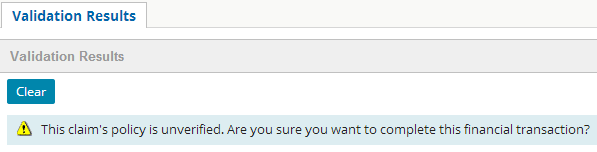 Validation Results
Validation Results
Clear
This claim's policy is unverified. Are you sure you want to complete this financial transaction?